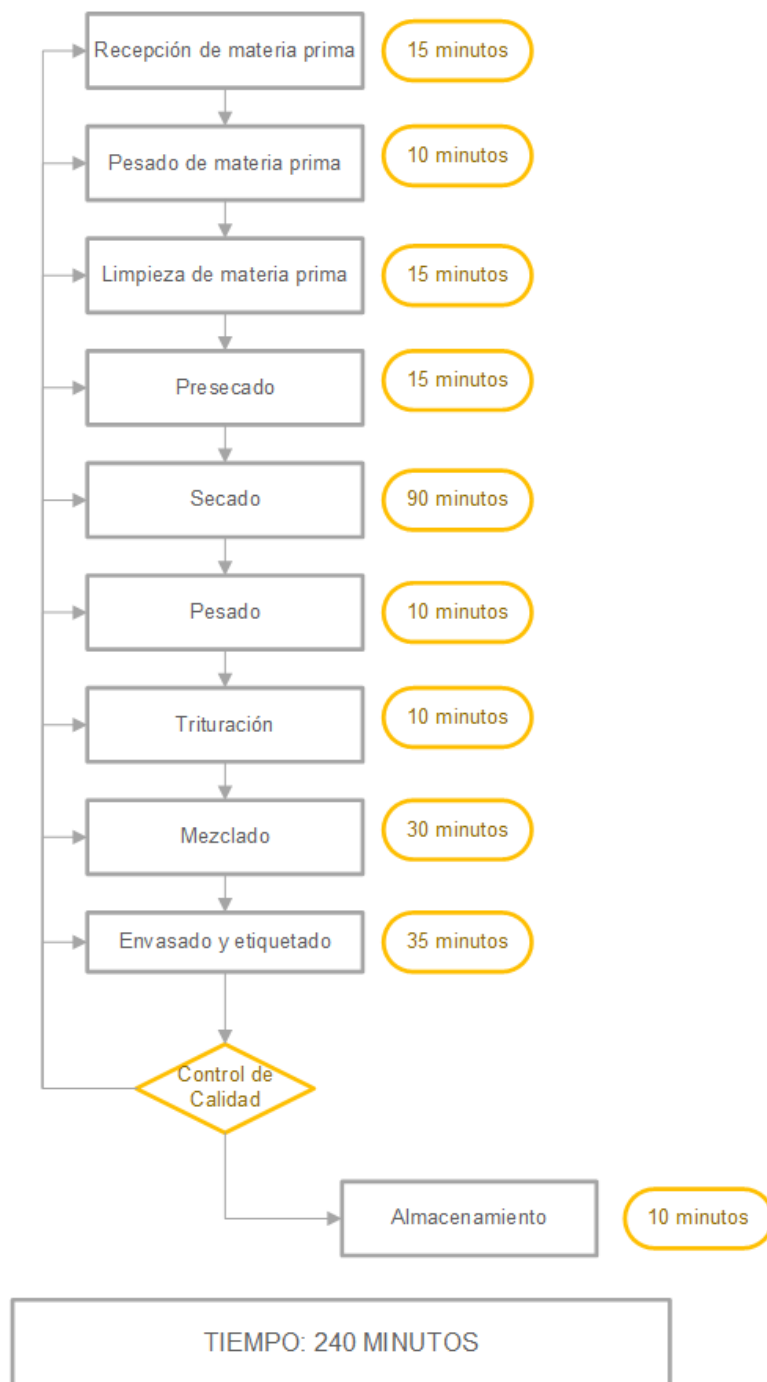 Recepción de materia prima
15 minutos
Pesado de materia prima
10 minutos
Limpieza de materia prima
15 minutos
Presecado
15 minutos
Secado
90 minutos
Pesado
10 minutos
Trituración
10 minutos
Mezclado
30 minutos
Envasado y etiquetado
35 minutos
Control de
Calidad
Almacenamiento
10 minutos
TIEMPO: 240 MINUTOS